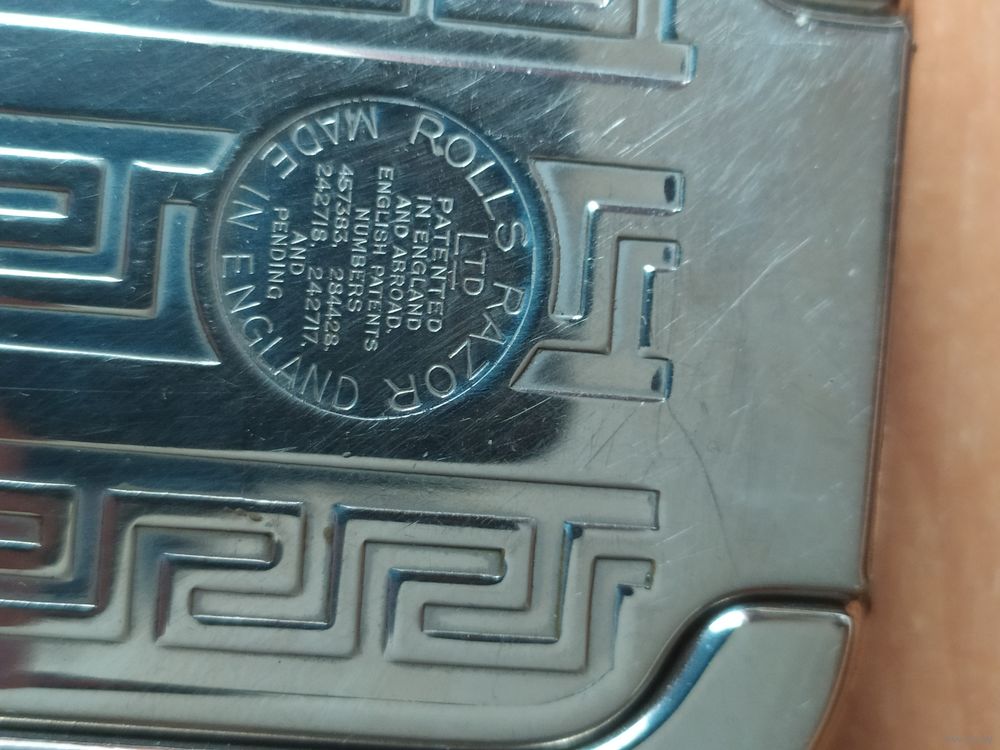 ROLLS RAZOR
LTD
PATENTED
IN ENGLAND
AND ABROAD.
ENGLISH PATENTS
NUMBERS
457383, 284428,
242718, 242717,
AND
PENDING
MADE IN ENGLAND